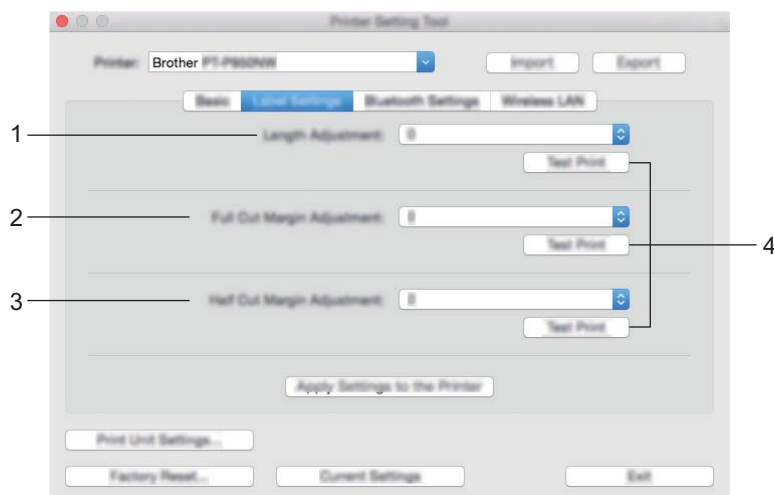 Printer Setting Tool
Printer: Brother PT-P950NW Import Export
Basic Label Settings Bluetooth Settings Wireless LAN
1 Length Adjustment: 0
Test Print
2 Full Cut Margin Adjustment: 0
Test Print 4
3 Half Cut Margin Adjustment: 0
Test Print
Apply Settings to the Printer
Print Unit Settings...
Factory Reset... Current Settings Exit